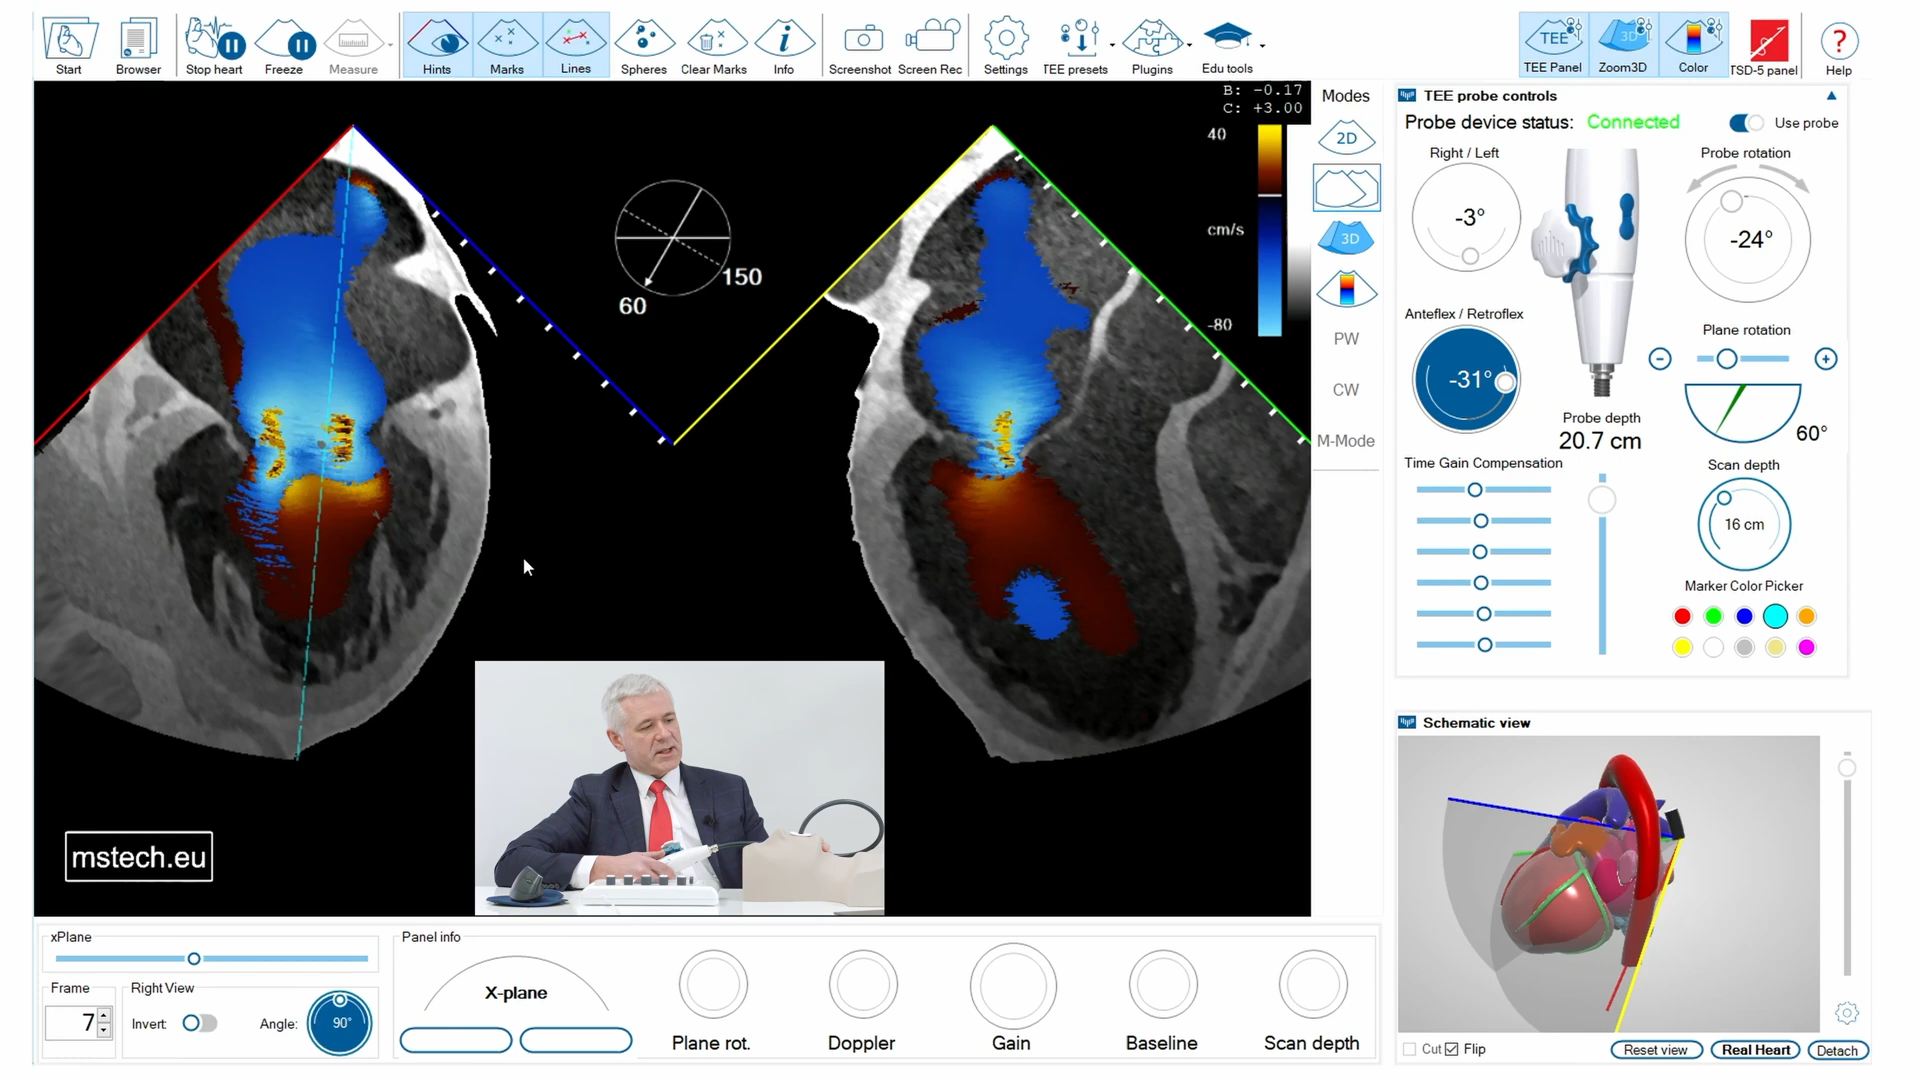 Start
Browser
Stop heart
Freeze
Measure
Hints
Marks
Lines
Spheres
Clear Marks
Info
Screenshot
Screen Rec
Settings
TEE presets
Plugins
Edu tools
TEE
TEE Panel
3D
Zoom3D
Color
TSD-5 panel
?
Help
B: -0.17
C: +3.00
40
cm/s
-80
150
60
mstech.eu
Modes
2D
3D
PW
CW
M-Mode
TEE probe controls
Probe device status: Connected
Use probe
Right / Left
-3°
Probe rotation
-24°
Anteflex / Retroflex
-31°
Plane rotation
60°
Probe depth
20.7 cm
Time Gain Compensation
Scan depth
16 cm
Marker Color Picker
Schematic view
Cut
Flip
Reset view
Real Heart
Detach
xPlane
Frame
7
Right View
Invert:
Angle:
90°
Panel info
X-plane
Plane rot.
Doppler
Gain
Baseline
Scan depth